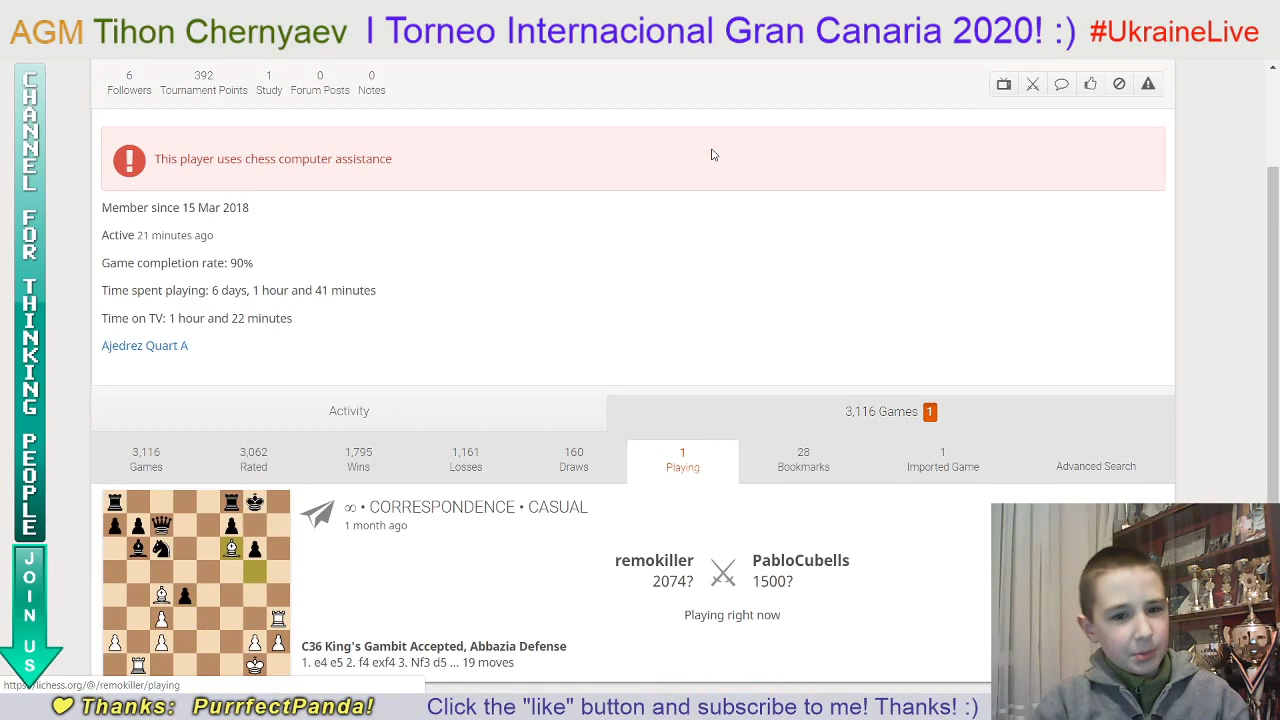 AGM Tihon Chernyaev I Torneo Internacional Gran Canaria 2020! :) #UkraineLive
CHANNEL FOR THINKING PEOPLE
JOIN US
6 392 1 0 0
Followers Tournament Points Study Forum Posts Notes
This player uses chess computer assistance
Member since 15 Mar 2018
Active 21 minutes ago
Game completion rate: 90%
Time spent playing: 6 days, 1 hour and 41 minutes
Time on TV: 1 hour and 22 minutes
Ajedrez Quart A
Activity 3,116 Games 1
3,116 3,062 1,795 1,161 160 1 28 1
Games Rated Wins Losses Draws Playing Bookmarks Imported Game Advanced Search
∞ • CORRESPONDENCE • CASUAL
1 month ago
remokiller PabloCubells
2074? 1500?
Playing right now
C36 King's Gambit Accepted, Abbazia Defense
1. e4 e5 2. f4 exf4 3. Nf3 d5 ... 19 moves
https://lichess.org/@/remokiller/playing
Thanks: PurrfectPanda! Click the "like" button and subscribe to me! Thanks! :)